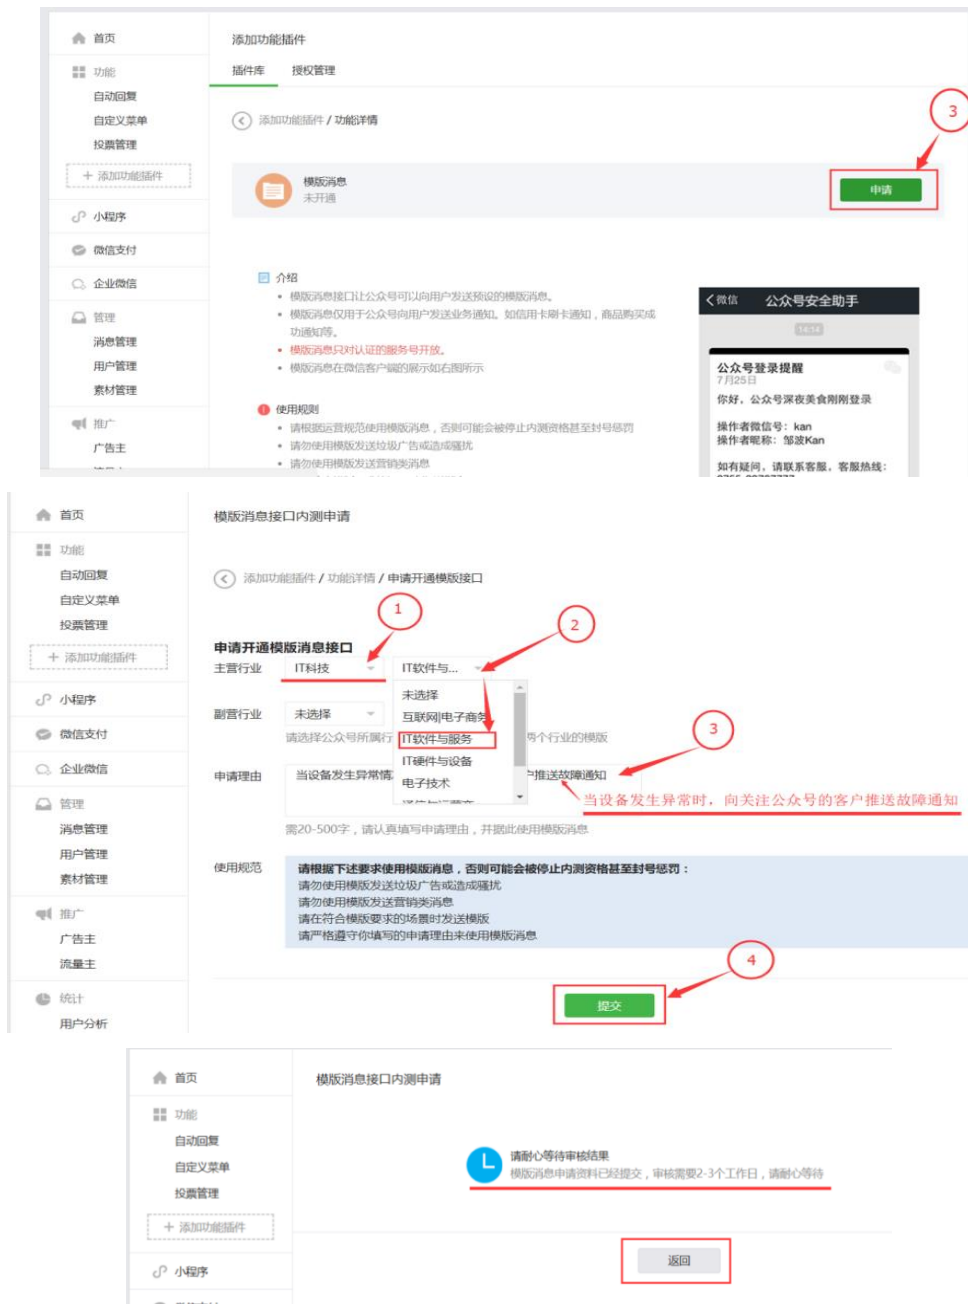 首页
功能
自动回复
自定义菜单
投票管理
+ 添加功能插件
小程序
微信支付
企业微信
管理
消息管理
用户管理
素材管理
推广
广告主
添加功能插件
插件库 授权管理
添加功能插件 / 功能详情
3
模版消息
未开通
申请
介绍
• 模版消息接口让公众号可以向用户发送预设的模版消息。
• 模版消息仅用于公众号向用户发送业务通知。如信用卡刷卡通知，商品购买成
功通知等。
• 模版消息只对认证的服务号开放。
• 模版消息在微信客户端的展示如右图所示
使用规则
• 请根据运营规范使用模版消息，否则可能会被停止内测资格甚至封号惩罚
• 请勿使用模版发送垃圾广告或造成骚扰
• 请勿使用模版发送营销类消息
微信 公众号安全助手
14:14
公众号登录提醒
7月25日
你好，公众号深夜美食刚刚登录
操作者微信号：kan
操作者昵称：邹波Kan
如有疑问，请联系客服，客服热线：
首页
功能
自动回复
自定义菜单
投票管理
+ 添加功能插件
小程序
微信支付
企业微信
管理
消息管理
用户管理
素材管理
推广
广告主
流量主
统计
用户分析
模版消息接口内测申请
添加功能插件 / 功能详情 / 申请开通模版接口
1
2
申请开通模版消息接口
主营行业 IT科技 IT软件与...
未选择
互联网|电子商务
IT软件与服务
IT硬件与设备
电子技术
通信与运营商
副营行业 未选择
请选择公众号所属行 两个行业的模版
3
申请理由 当设备发生异常情 户推送故障通知
当设备发生异常时，向关注公众号的客户推送故障通知
需20-500字，请认真填写申请理由，并据此使用模版消息
使用规范 请根据下述要求使用模版消息，否则可能会被停止内测资格甚至封号惩罚：
请勿使用模版发送垃圾广告或造成骚扰
请勿使用模版发送营销类消息
请在符合模版要求的场景时发送模版
请严格遵守你填写的申请理由来使用模版消息
4
提交
首页
功能
自动回复
自定义菜单
投票管理
+ 添加功能插件
小程序
模版消息接口内测申请
请耐心等待审核结果
模版消息申请资料已经提交，审核需要2-3个工作日，请耐心等待
返回